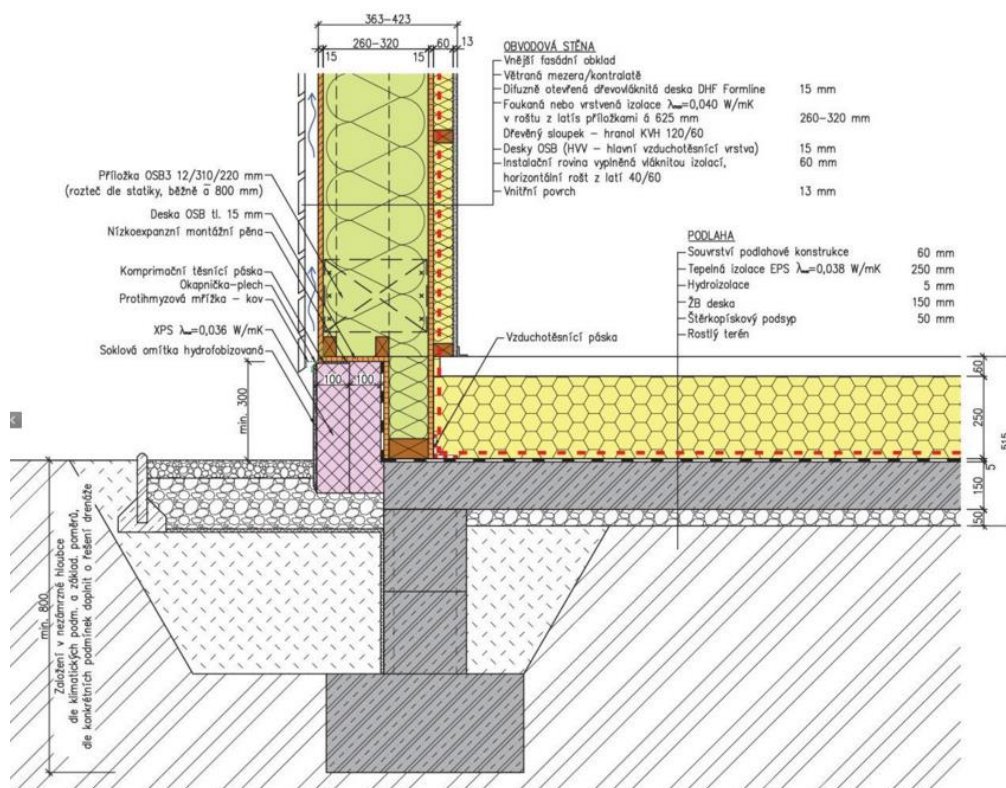 363-423
260-320
60
13
15
15
OBVODOVÁ STĚNA
Vnější fasádní obklad
Větraná mezera/kontralatě
Difuzně otevřená dřevovláknitá deska DHF Formline 15 mm
Foukaná nebo vrstvená izolace λ=0,040 W/mK
v roštu z latís příložkami á 625 mm 260-320 mm
Dřevěný sloupek - hranol KVH 120/60
Desky OSB (HVV - hlavní vzduchotěsnící vrstva) 15 mm
Instalační rovina vyplněná vláknitou izolací, 60 mm
horizontální rošt z latí 40/60
Vnitřní povrch 13 mm
Příložka OSB3 12/310/220 mm
(rozteč dle statiky, běžně á 800 mm)
Deska OSB tl. 15 mm
Nízkoexpanzní montážní pěna
Komprimační těsnící páska
Okapnička-plech
Protihmyzová mřížka - kov
XPS λ=0,036 W/mK
Soklová omítka hydrofobizovaná
PODLAHA
Souvrství podlahové konstrukce 60 mm
Tepelná izolace EPS λ=0,038 W/mK 250 mm
Hydroizolace 5 mm
ŽB deska 150 mm
Štěrkopískový podsyp 50 mm
Rostlý terén
Vzduchotěsnící páska
100
100
min. 300
60
250
515
5
150
50
min. 800
Založení v nezámrzné hloubce
dle klimatických podm. a základ. poměrů,
dle konkrétních podmínek doplnit o řešení drenáže